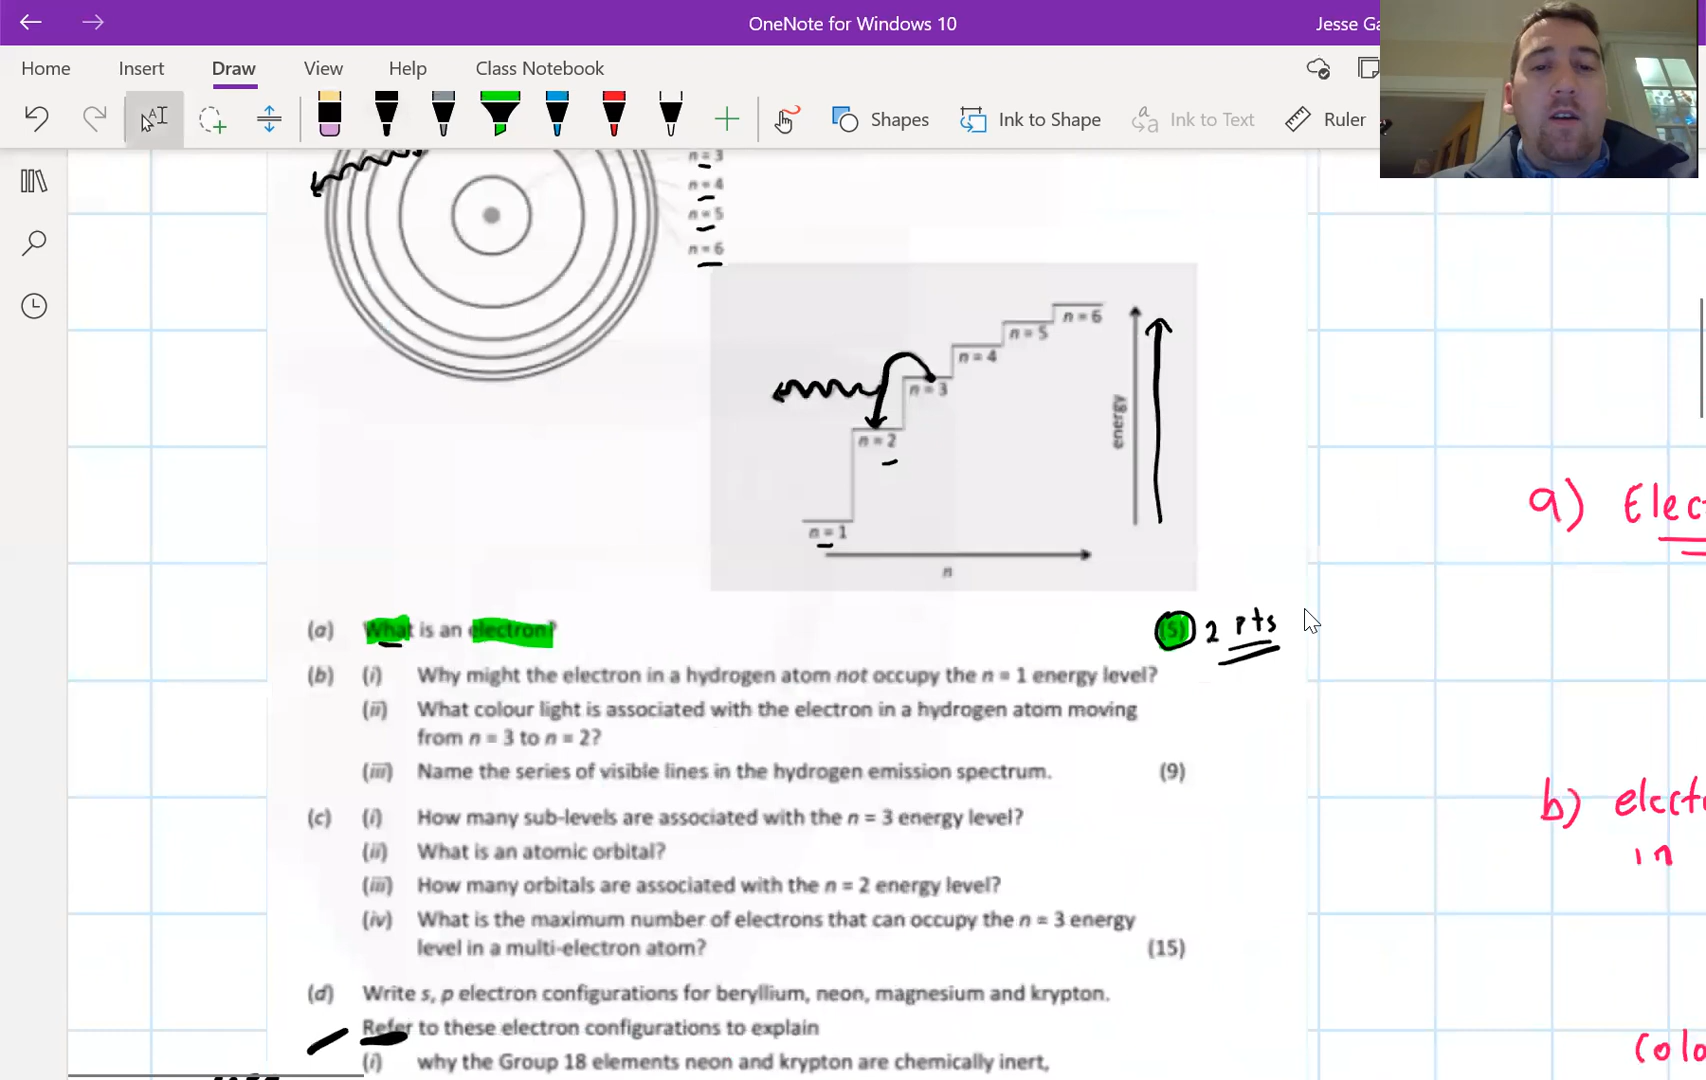 OneNote for Windows 10
Jesse Ga
Home Insert Draw View Help Class Notebook
Shapes Ink to Shape Ink to Text Ruler
n = 3
n = 4
n = 5
n = 6
n = 6
n = 5
n = 4
n = 3
n = 2
n = 1
energy
n
(a) What is an electron? (5) 2 pts
(b) (i) Why might the electron in a hydrogen atom not occupy the n = 1 energy level?
(ii) What colour light is associated with the electron in a hydrogen atom moving
from n = 3 to n = 2?
(iii) Name the series of visible lines in the hydrogen emission spectrum. (9)
(c) (i) How many sub-levels are associated with the n = 3 energy level?
(ii) What is an atomic orbital?
(iii) How many orbitals are associated with the n = 2 energy level?
(iv) What is the maximum number of electrons that can occupy the n = 3 energy
level in a multi-electron atom? (15)
(d) Write s, p electron configurations for beryllium, neon, magnesium and krypton.
Refer to these electron configurations to explain
(i) why the Group 18 elements neon and krypton are chemically inert,
a) Elec
b) electr
in
colo